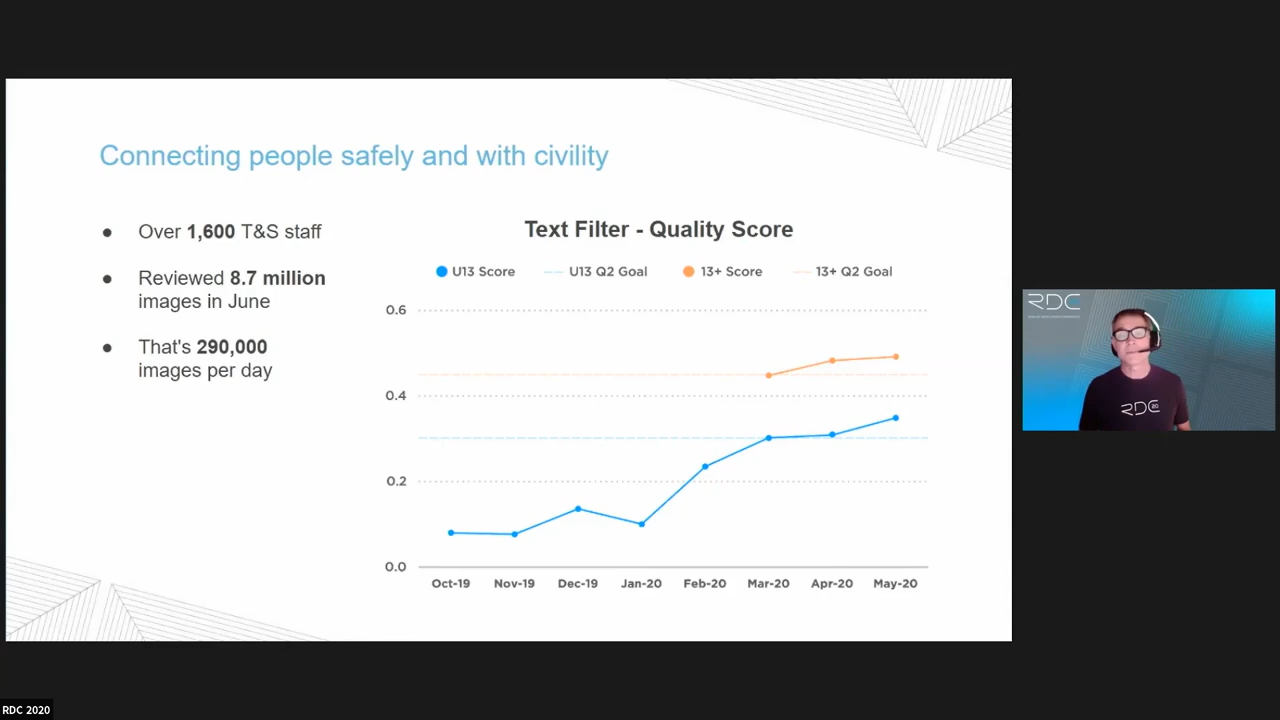 Connecting people safely and with civility
● Over 1,600 T&S staff
● Reviewed 8.7 million
images in June
● That's 290,000
images per day
Text Filter - Quality Score
U13 Score U13 Q2 Goal 13+ Score 13+ Q2 Goal
0.6
0.4
0.2
0.0
Oct-19 Nov-19 Dec-19 Jan-20 Feb-20 Mar-20 Apr-20 May-20
RDC
RDC 20
RDC 2020